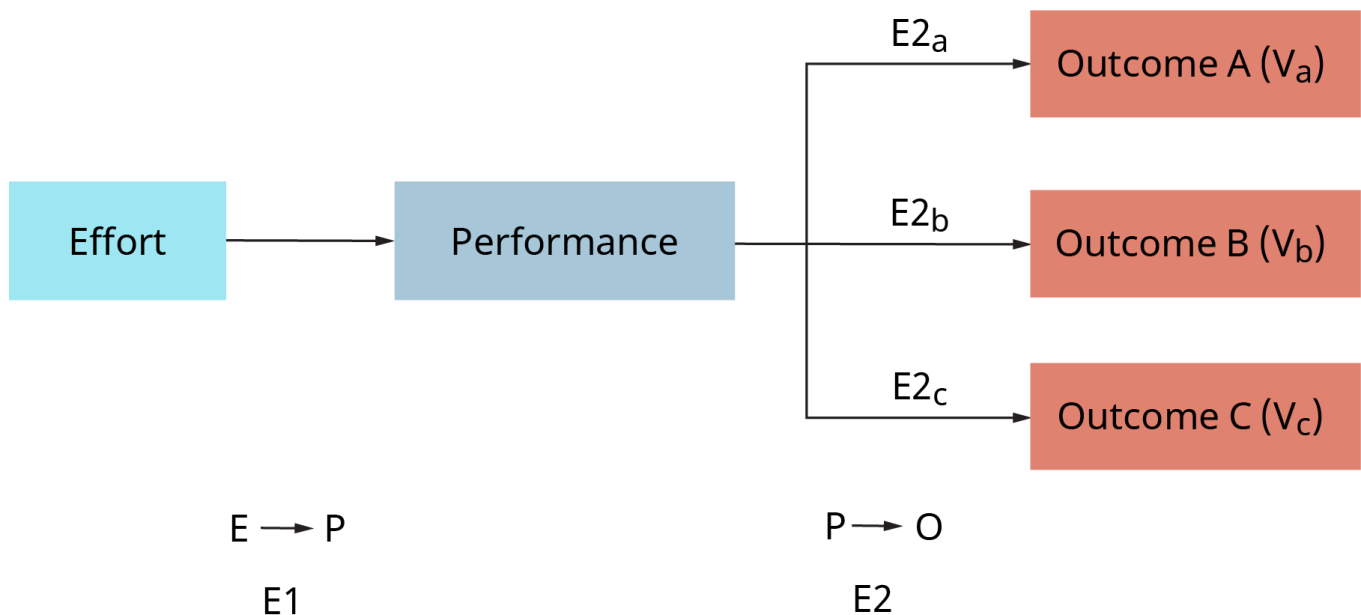 Effort
Performance
E2a
Outcome A (Va)
E2b
Outcome B (Vb)
E2c
Outcome C (Vc)
E → P
E1
P → O
E2